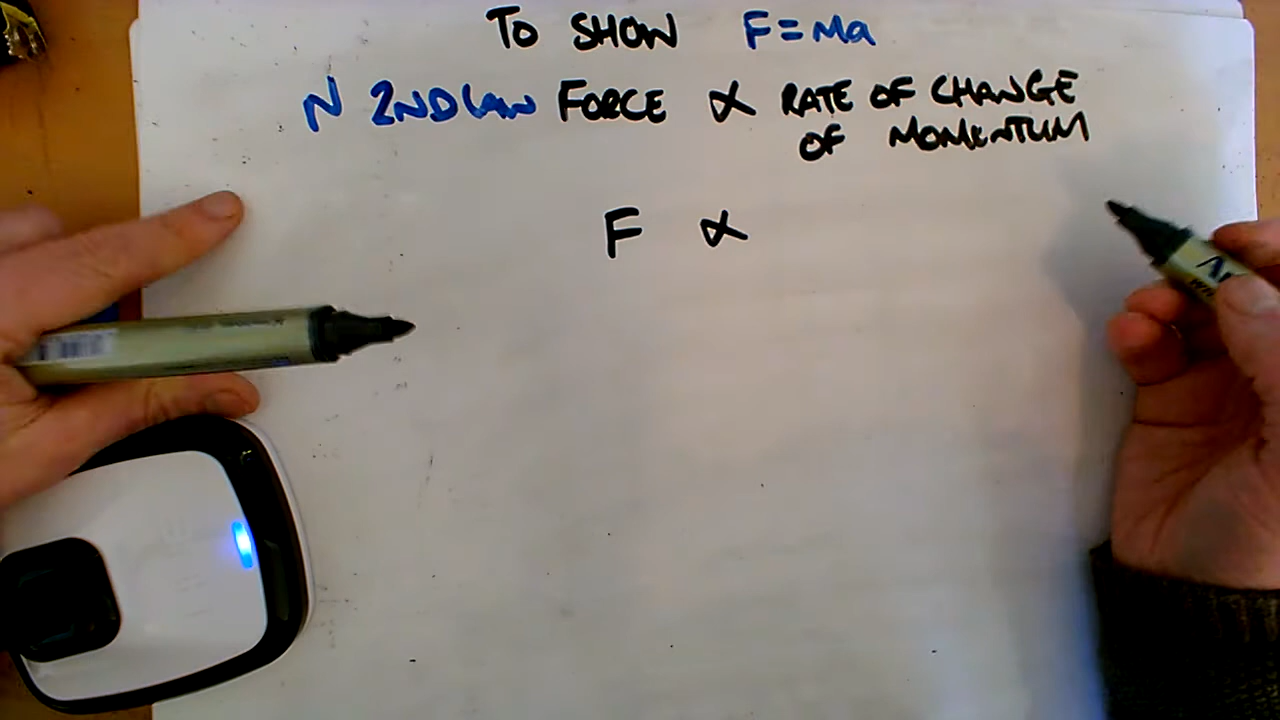 TO SHOW F=Ma
N 2ND LAW FORCE ∝ RATE OF CHANGE
OF MOMENTUM
F ∝